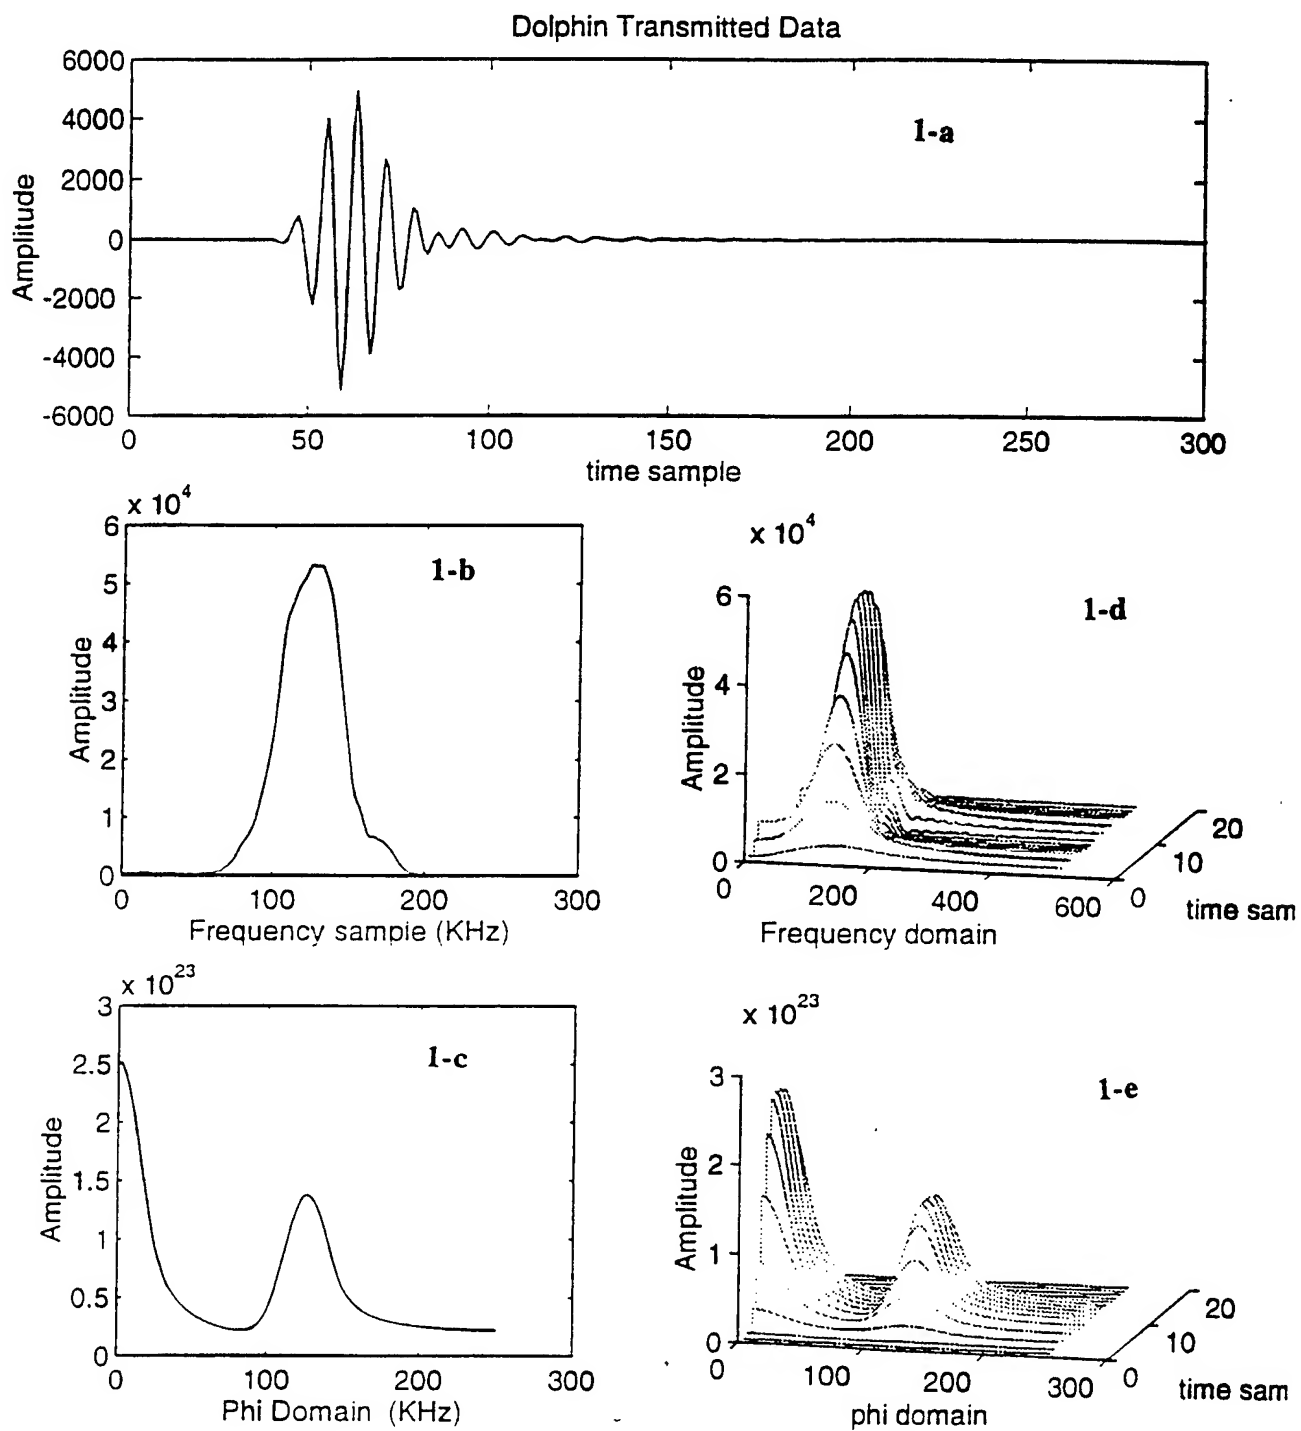 Dolphin Transmitted Data
6000
4000
2000
0
-2000
-4000
-6000
Amplitude
1-a
0 50 100 150 200 250 300
time sample
x 10^4
6
5
4
3
2
1
0
Amplitude
1-b
0 100 200 300
Frequency sample (KHz)
x 10^4
6
4
2
0
Amplitude
1-d
0 200 400 600
Frequency domain
0 10 20
time sam
x 10^23
3
2.5
2
1.5
1
0.5
0
Amplitude
1-c
0 100 200 300
Phi Domain (KHz)
x 10^23
3
2
1
0
Amplitude
1-e
0 100 200 300
phi domain
0 10 20
time sam